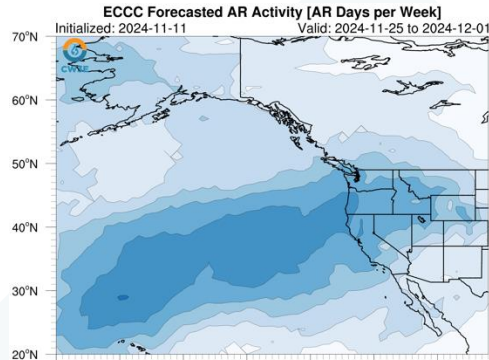 ECCC Forecasted AR Activity [AR Days per Week]
Initialized: 2024-11-11 Valid: 2024-11-25 to 2024-12-01
70°N
CW3E
60°N
50°N
40°N
30°N
20°N